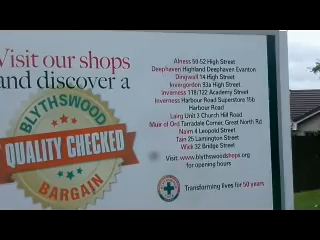 Visit our shops
and discover a
BLYTHSWOOD
QUALITY CHECKED
BARGAIN
Alness 50 52 High Street
Deephaven Highland Deephaven Evanton
Dingwall 14 High Street
Invergordon 93a High Street
Inverness 118/122 Academy Street
Inverness Harbour Road Superstore 15b
Harbour Road
Laing Unit 3 Church Hill Road
Muir of Ord Tarradale Corner, Great North Rd
Nairn 4 Leopold Street
Tain 25 Lamington Street
Wick 32 Bridge Street
Visit: www.blythswoodshops.org
for opening hours
Transforming lives for 50 years